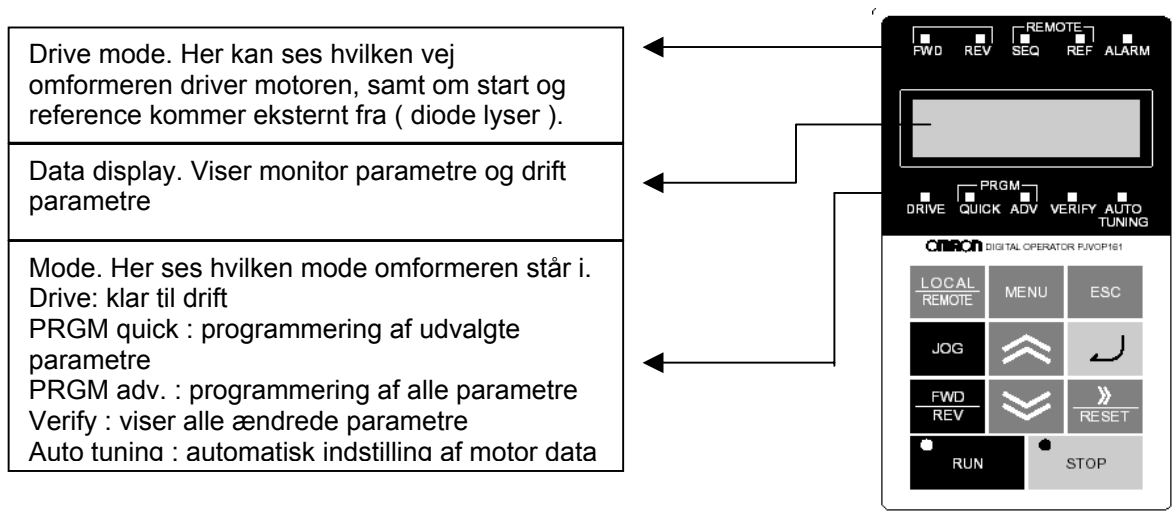 Drive mode. Her kan ses hvilken vej
omformeren driver motoren, samt om start og
reference kommer eksternt fra ( diode lyser ).
Data display. Viser monitor parametre og drift
parametre
Mode. Her ses hvilken mode omformeren står i.
Drive: klar til drift
PRGM quick : programmering af udvalgte
parametre
PRGM adv. : programmering af alle parametre
Verify : viser alle ændrede parametre
Auto tuning : automatisk indstilling af motor data
REMOTE
FWD REV SEQ REF ALARM
PRGM
DRIVE QUICK ADV VERIFY AUTO
TUNING
OMRON DIGITAL OPERATOR PJVOP161
LOCAL
REMOTE
MENU
ESC
JOG
FWD
REV
RESET
RUN
STOP